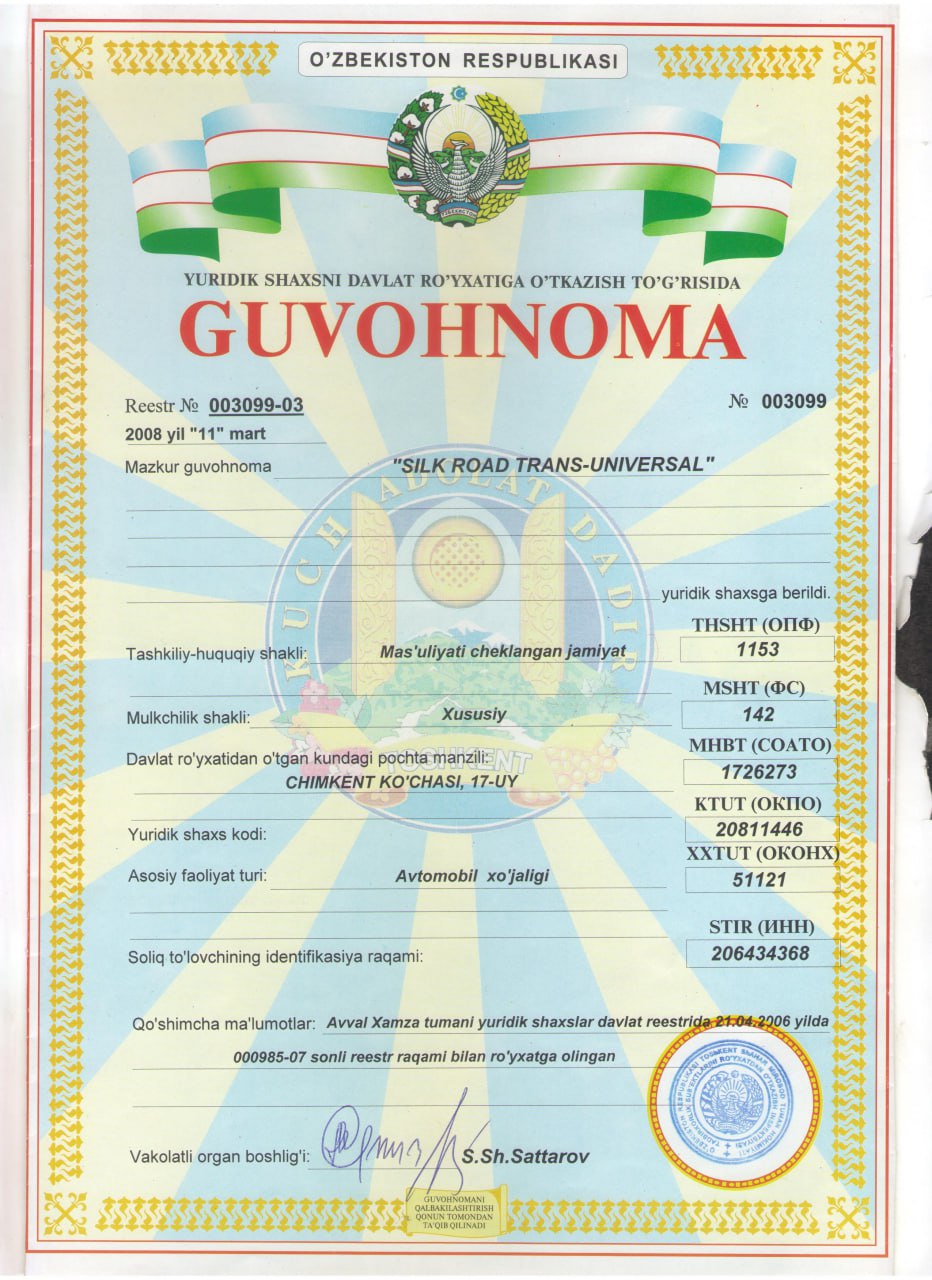 O'ZBEKISTON RESPUBLIKASI
O'ZBEKISTON
YURIDIK SHAXSNI DAVLAT RO'YXATIGA O'TKAZISH TO'G'RISIDA
GUVOHNOMA
Reestr № 003099-03
№ 003099
2008 yil "11" mart
Mazkur guvohnoma "SILK ROAD TRANS-UNIVERSAL"
KUCH ADOLAT DADIR
yuridik shaxsga berildi.
THSHT (ОПФ)
Tashkiliy-huquqiy shakli: Mas'uliyati cheklangan jamiyat 1153
MSHT (ФС)
Mulkchilik shakli: Xususiy 142
MHBT (СОАТО)
Davlat ro'yxatidan o'tgan kundagi pochta manzili:
TOSHKENT
CHIMKENT KO'CHASI, 17-UY 1726273
KTUT (ОКПО)
Yuridik shaxs kodi: 20811446
XXTUT (ОКОНХ)
Asosiy faoliyat turi: Avtomobil xo'jaligi 51121
STIR (ИНН)
Soliq to'lovchining identifikasiya raqami: 206434368
Qo'shimcha ma'lumotlar: Avval Xamza tumani yuridik shaxslar davlat reestrida 21.04.2006 yilda
000985-07 sonli reestr raqami bilan ro'yxatga olingan
Vakolatli organ boshlig'i: S.Sh.Sattarov
GUVOHNOMANI
QALBAKILASHTIRISH
QONUN TOMONDAN
TA'QIB QILINADI